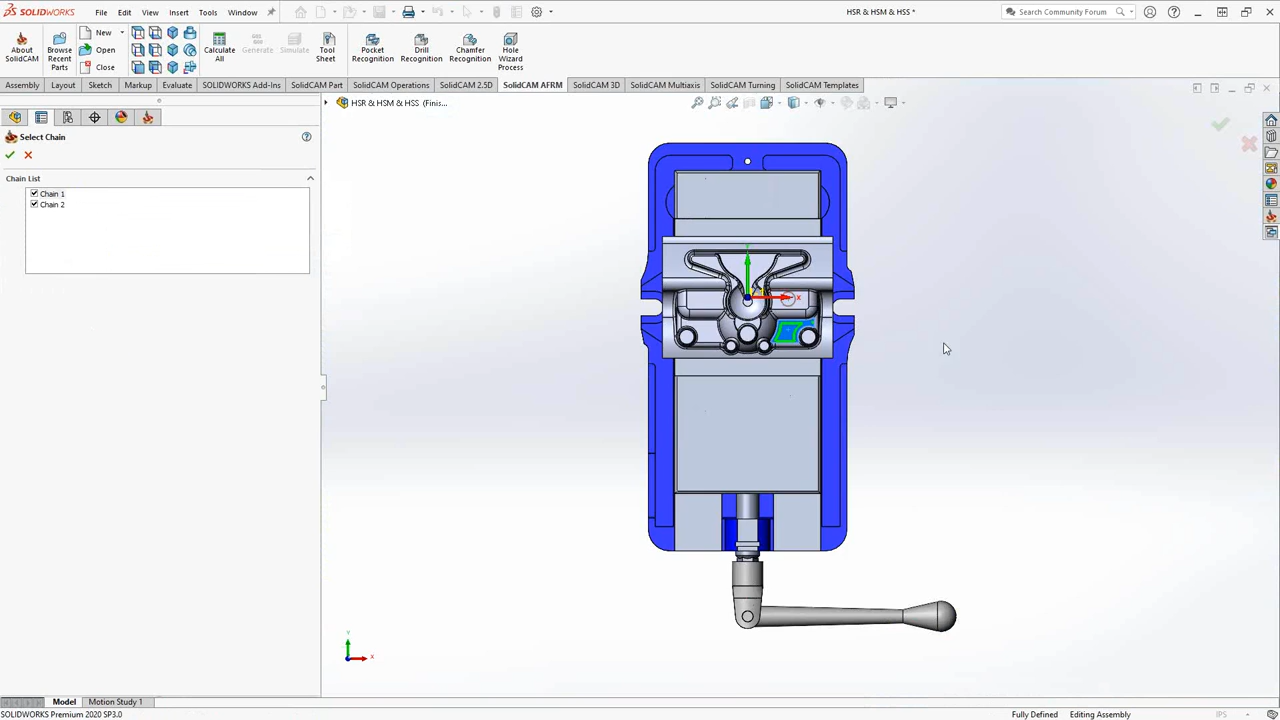 SOLIDWORKS File Edit View Insert Tools Window HSR & HSM & HSS * Search Community Forum
About SolidCAM Browse Recent Parts New Open Close Calculate All Generate Simulate Tool Sheet Pocket Recognition Drill Recognition Chamfer Recognition Hole Wizard Process
Assembly Layout Sketch Markup Evaluate SOLIDWORKS Add-Ins SolidCAM Part SolidCAM Operations SolidCAM 2.5D SolidCAM AFRM SolidCAM 3D SolidCAM Multiaxis SolidCAM Turning SolidCAM Templates
HSR & HSM & HSS (Finis...
Select Chain
Chain List
Chain 1
Chain 2
Y
X
Y
X
Model Motion Study 1
SOLIDWORKS Premium 2020 SP3.0 Fully Defined Editing Assembly IPS